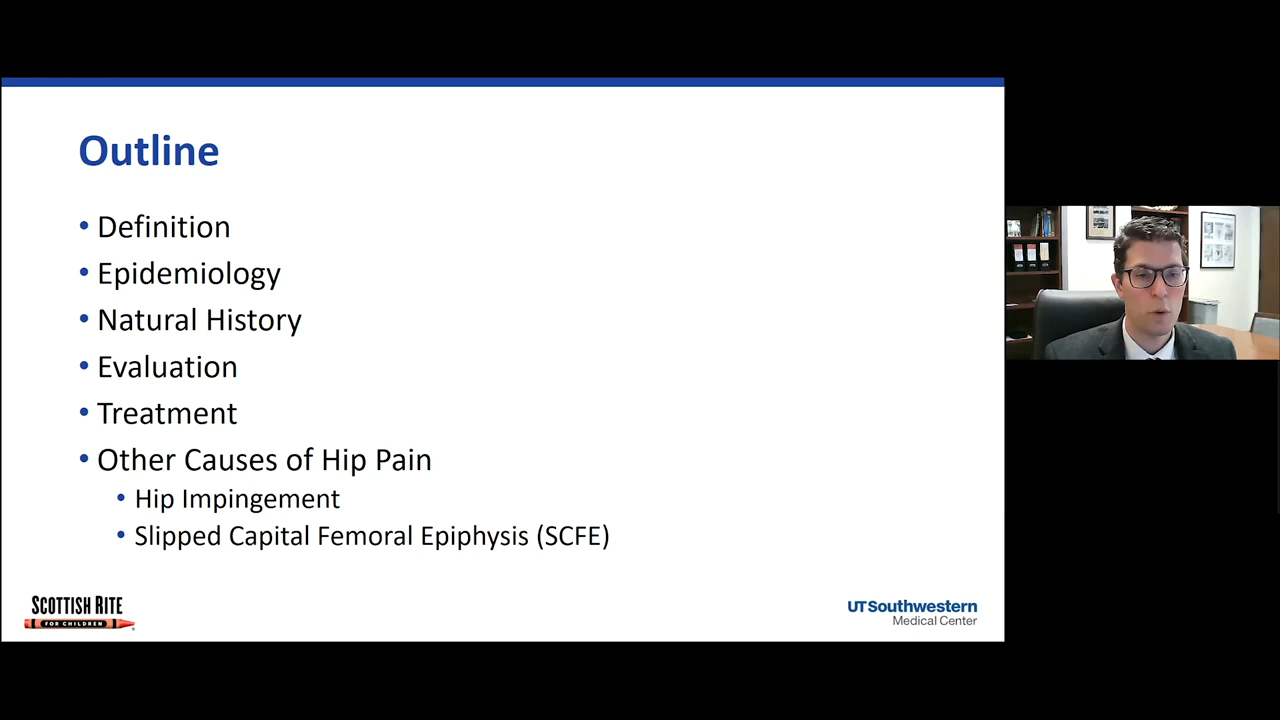 Outline
• Definition
• Epidemiology
• Natural History
• Evaluation
• Treatment
• Other Causes of Hip Pain
• Hip Impingement
• Slipped Capital Femoral Epiphysis (SCFE)
SCOTTISH RITE
FOR CHILDREN
UTSouthwestern
Medical Center